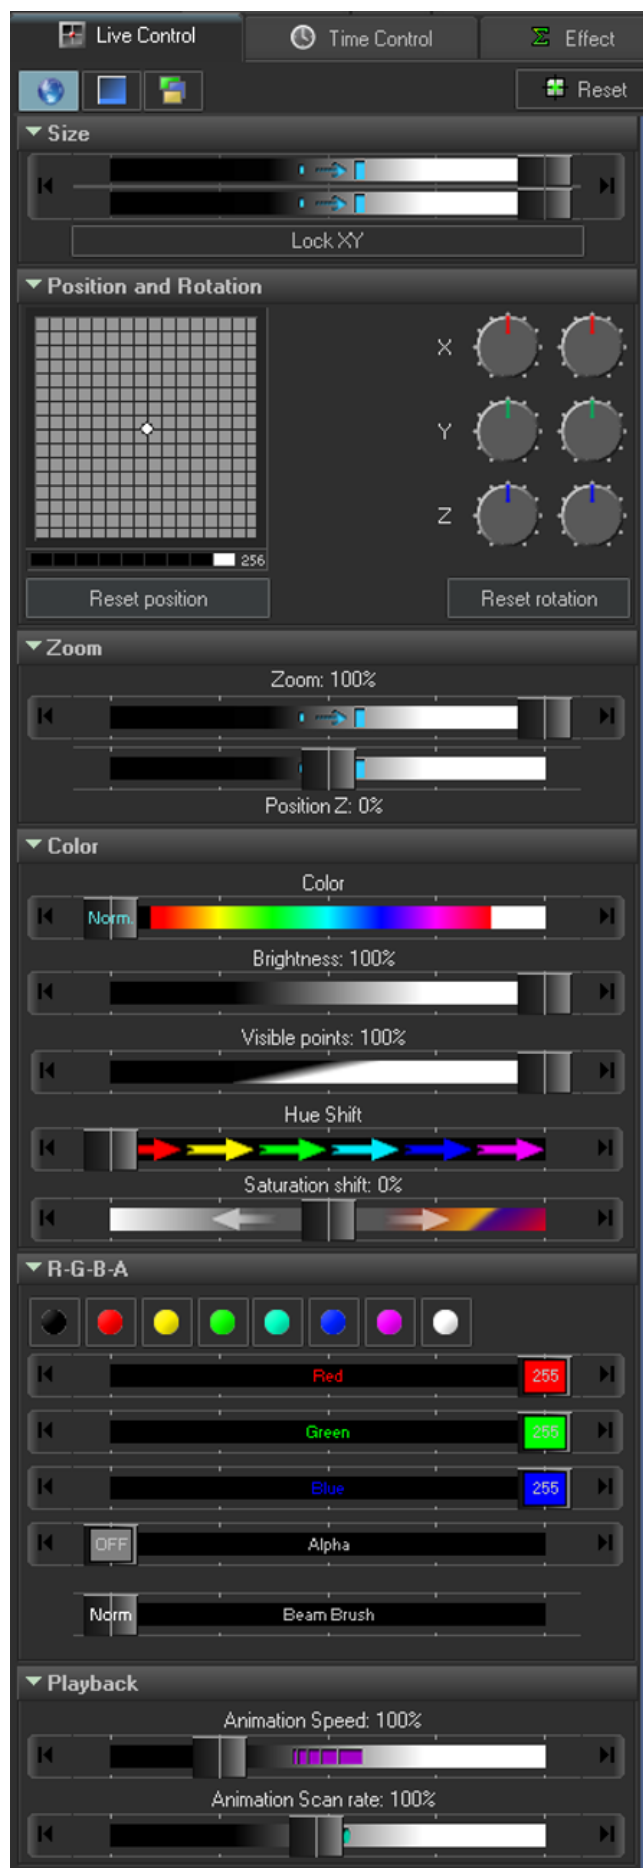 Live Control
Time Control
Effect
Reset
Size
Lock XY
Position and Rotation
X
Y
Z
256
Reset position
Reset rotation
Zoom
Zoom: 100%
Position Z: 0%
Color
Color
Norm.
Brightness: 100%
Visible points: 100%
Hue Shift
Saturation shift: 0%
R-G-B-A
Red 255
Green 255
Blue 255
OFF Alpha
Norm Beam Brush
Playback
Animation Speed: 100%
Animation Scan rate: 100%